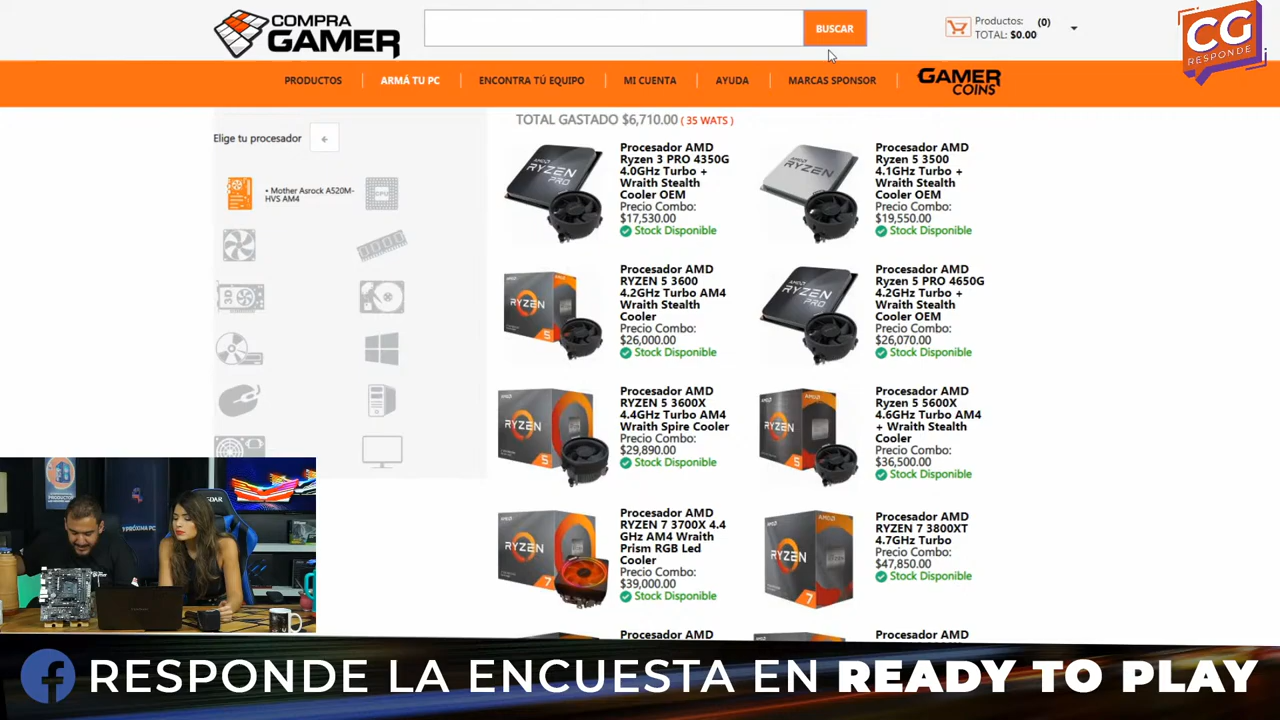 COMPRA
GAMER
BUSCAR
Productos: (0)
TOTAL: $0.00
CG
RESPONDE
PRODUCTOS
ARMÁ TU PC
ENCONTRA TÚ EQUIPO
MI CUENTA
AYUDA
MARCAS SPONSOR
GAMER
COINS
Elige tu procesador
• Mother Asrock A520M-
HVS AM4
CPU
3D
TOTAL GASTADO $6,710.00 ( 35 WATS )
Procesador AMD
Ryzen 3 PRO 4350G
4.0GHz Turbo +
Wraith Stealth
Cooler OEM
Precio Combo:
$17,530.00
Stock Disponible
Procesador AMD
Ryzen 5 3500
4.1GHz Turbo +
Wraith Stealth
Cooler OEM
Precio Combo:
$19,550.00
Stock Disponible
Procesador AMD
RYZEN 5 3600
4.2GHz Turbo AM4
Wraith Stealth
Cooler
Precio Combo:
$26,000.00
Stock Disponible
Procesador AMD
Ryzen 5 PRO 4650G
4.2GHz Turbo +
Wraith Stealth
Cooler OEM
Precio Combo:
$26,070.00
Stock Disponible
Procesador AMD
RYZEN 5 3600X
4.4GHz Turbo AM4
Wraith Spire Cooler
Precio Combo:
$29,890.00
Stock Disponible
Procesador AMD
Ryzen 5 5600X
4.6GHz Turbo AM4
+ Wraith Stealth
Cooler
Precio Combo:
$36,500.00
Stock Disponible
Procesador AMD
RYZEN 7 3700X 4.4
GHz AM4 Wraith
Prism RGB Led
Cooler
Precio Combo:
$39,000.00
Stock Disponible
Procesador AMD
RYZEN 7 3800XT
4.7GHz Turbo
Precio Combo:
$47,850.00
Stock Disponible
Procesador AMD
Procesador AMD
RESPONDE LA ENCUESTA EN READY TO PLAY